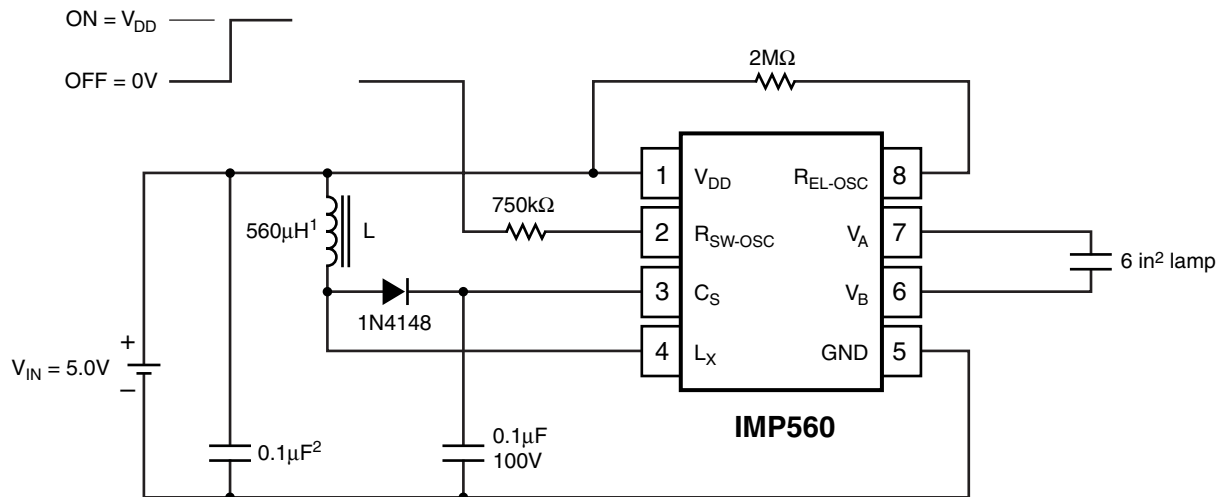 ON = VDD
OFF = 0V
2MΩ
1 VDD
REL-OSC 8
750kΩ
560μH¹ L
2 RSW-OSC
VA 7
6 in² lamp
3 CS
VB 6
1N4148
4 LX
GND 5
+
VIN = 5.0V
–
IMP560
0.1μF²
0.1μF
100V